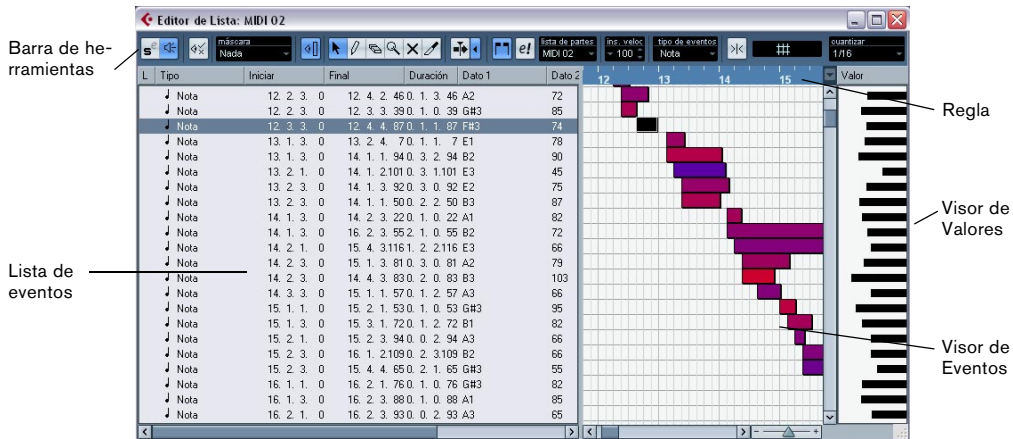 Editor de Lista: MIDI 02
Barra de he-
rramientas
máscara
Nada
lista de partes
MIDI 02
ins. veloc
100
tipo de eventos
Nota
cuantizar
1/16
L Tipo Iniciar Final Duración Dato 1 Dato 2
12 13 14 15
Valor
Regla
Nota 12. 2. 3. 0 12. 4. 2. 46 0. 1. 3. 46 A2 72
Nota 12. 2. 3. 0 12. 3. 3. 39 0. 1. 0. 39 G#3 85
Nota 12. 3. 3. 0 12. 4. 4. 87 0. 1. 1. 87 F#3 74
Nota 13. 1. 3. 0 13. 2. 4. 7 0. 1. 1. 7 E1 78
Nota 13. 1. 3. 0 14. 1. 1. 94 0. 3. 2. 94 B2 90
Nota 13. 2. 1. 0 14. 1. 2.101 0. 3. 1.101 E3 45
Nota 13. 2. 3. 0 14. 1. 3. 92 0. 3. 0. 92 E2 75
Nota 13. 2. 3. 0 14. 1. 1. 50 0. 2. 2. 50 B3 87
Nota 14. 1. 3. 0 14. 2. 3. 22 0. 1. 0. 22 A1 82
Nota 14. 1. 3. 0 16. 2. 3. 55 2. 1. 0. 55 B2 72
Nota 14. 2. 1. 0 15. 4. 3.116 1. 2. 2.116 E3 66
Nota 14. 2. 3. 0 15. 1. 3. 81 0. 3. 0. 81 A2 79
Nota 14. 2. 3 0 14. 4. 3. 83 0. 2. 0. 83 B3 103
Nota 14. 3. 3. 0 15. 1. 1. 57 0. 1. 2. 57 A3 66
Nota 15. 1. 1. 0 15. 2. 1. 53 0. 1. 0. 53 G#3 95
Nota 15. 1. 3. 0 15. 3. 1. 72 0. 1. 2. 72 B1 82
Nota 15. 2. 1. 0 15. 2. 3. 94 0. 0. 2. 94 A3 66
Nota 15. 2. 3. 0 16. 1. 2.109 0. 2. 3.109 B2 66
Nota 15. 2. 3. 0 15. 4. 4. 65 0. 2. 1. 65 G#3 55
Nota 16. 1. 1. 0 16. 2. 1. 76 0. 1. 0. 76 G#3 82
Nota 16. 1. 3. 0 16. 2. 3. 88 0. 1. 0. 88 A1 85
Nota 16. 2. 1. 0 16. 2. 3. 93 0. 0. 2. 93 A3 65
Visor de
Valores
Lista de
eventos
Visor de
Eventos